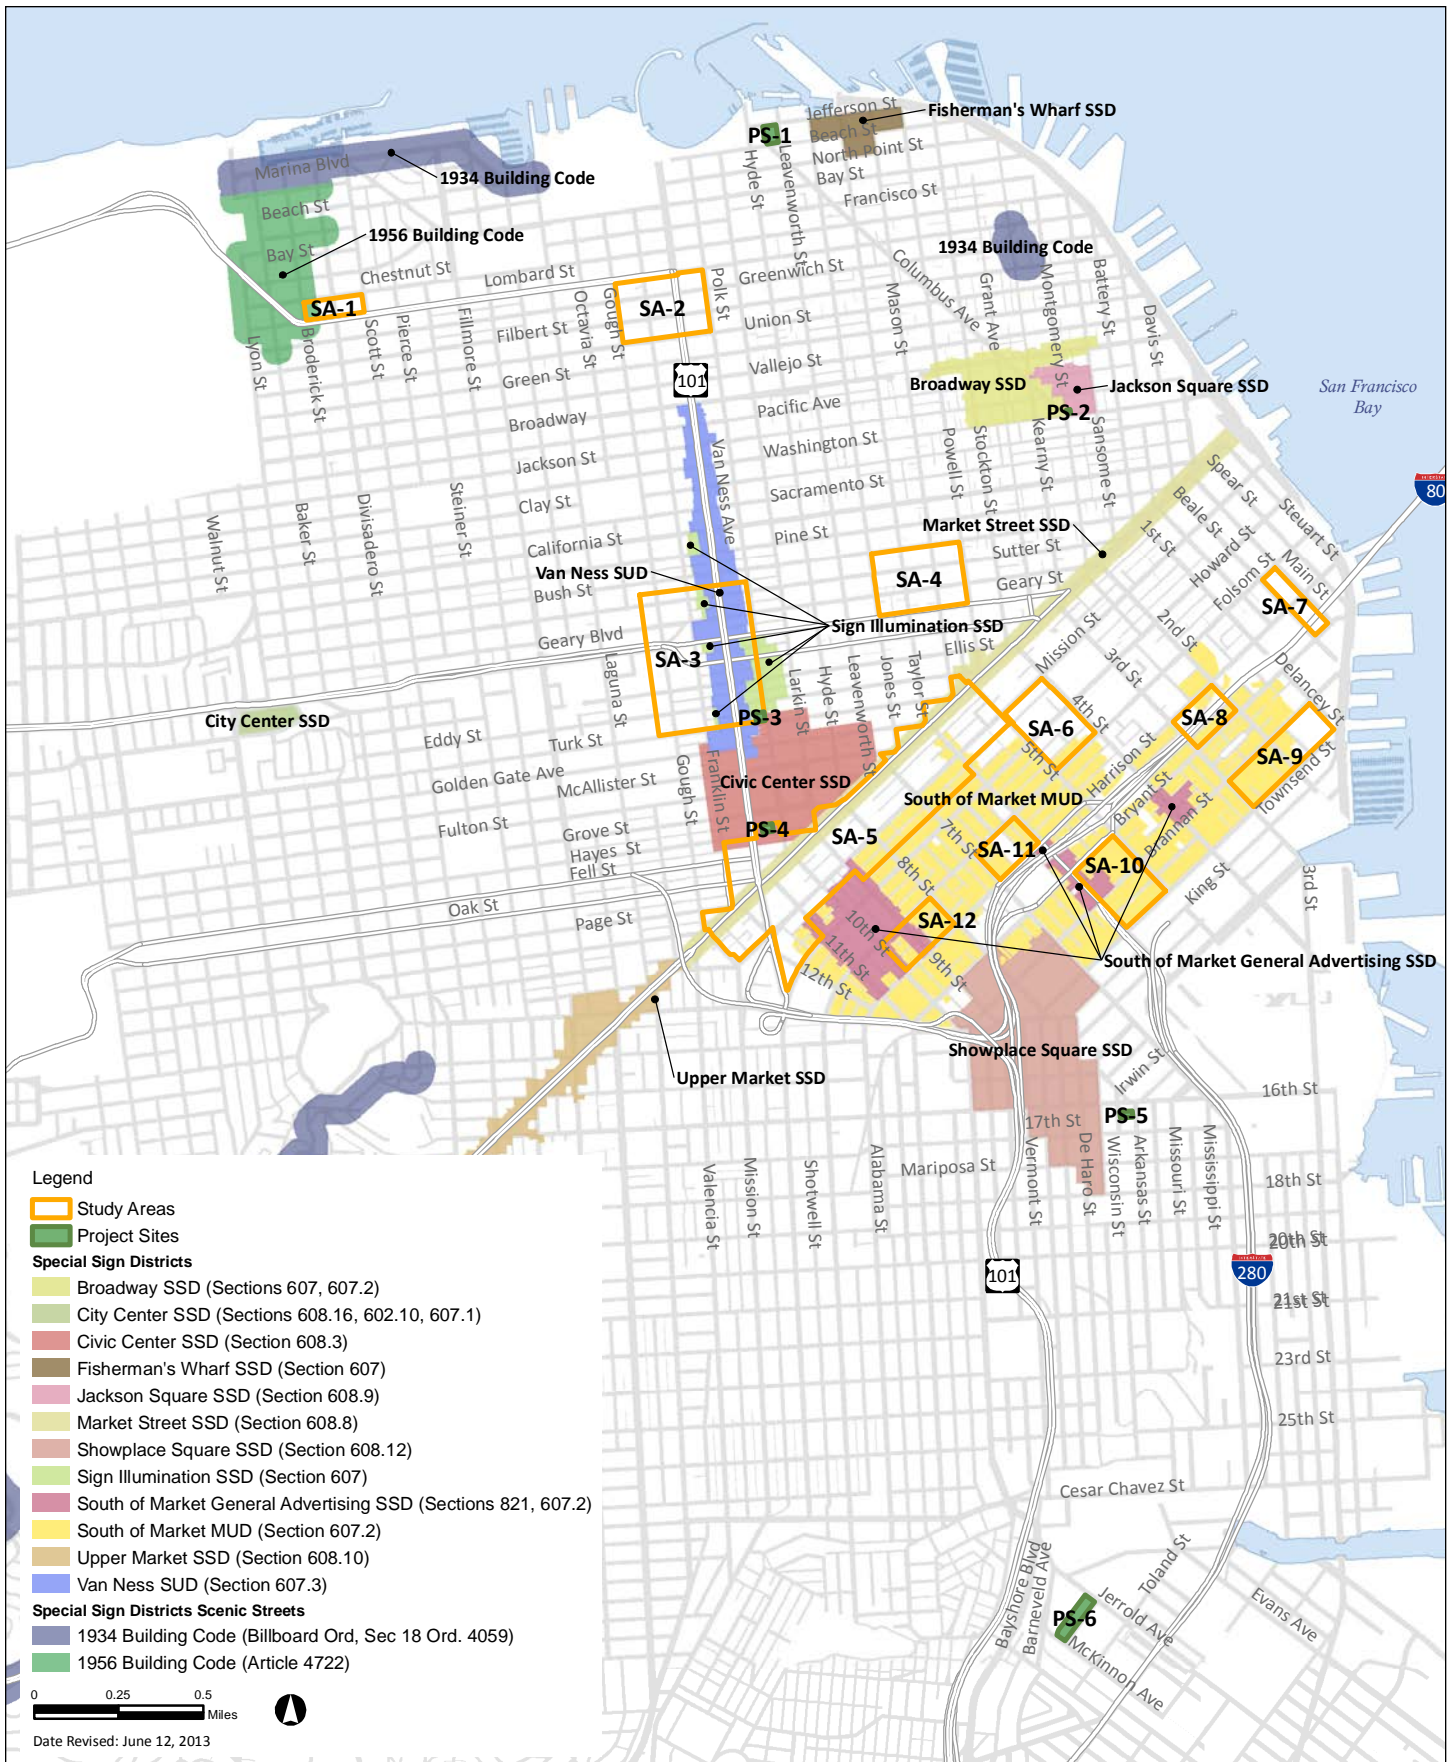 Jefferson St
Fisherman's Wharf SSD
PS-1
Beach St
North Point St
Bay St
Francisco St
Hyde St
Leavenworth St
Marina Blvd
1934 Building Code
Beach St
1956 Building Code
Bay St
Chestnut St
Lombard St
1934 Building Code
Greenwich St
Columbus Ave
Grant Ave
Montgomery St
Battery St
Davis St
Polk St
Mason St
SA-1
SA-2
Octavia St
Gough St
Union St
Filbert St
Fillmore St
Pierce St
Scott St
Broderick St
Lyon St
Vallejo St
Green St
101
Broadway SSD
Jackson Square SSD
PS-2
San Francisco
Bay
Broadway
Pacific Ave
Washington St
Jackson St
Van Ness Ave
Powell St
Stockton St
Kearny St
Sansome St
Sacramento St
Clay St
Steiner St
Divisadero St
Baker St
Walnut St
California St
Pine St
Market Street SSD
Spear St
Steuart St
Beale St
1st St
Howard St
Folsom St
Main St
80
Sutter St
Van Ness SUD
Bush St
SA-4
Geary St
SA-7
Geary Blvd
Sign Illumination SSD
Ellis St
Mission St
2nd St
3rd St
Delancey St
SA-3
Laguna St
Larkin St
Hyde St
Leavenworth St
Jones St
Taylor St
4th St
City Center SSD
PS-3
SA-6
SA-8
Eddy St
Turk St
5th St
Harrison St
SA-9
Townsend St
Golden Gate Ave
McAllister St
Gough St
Franklin St
Civic Center SSD
South of Market MUD
Bryant St
Brannan St
Fulton St
Grove St
PS-4
SA-5
7th St
SA-11
SA-10
Hayes St
Fell St
8th St
King St
3rd St
Oak St
Page St
SA-12
10th St
11th St
9th St
12th St
South of Market General Advertising SSD
Showplace Square SSD
Irwin St
Upper Market SSD
16th St
17th St
PS-5
Mariposa St
Valencia St
Mission St
Shotwell St
Alabama St
Vermont St
De Haro St
Wisconsin St
Arkansas St
Missouri St
Mississippi St
18th St
20th St
20th St
101
280
21st St
21st St
23rd St
25th St
Cesar Chavez St
Bayshore Blvd
Barneveld Ave
Toland St
Jerrold Ave
Evans Ave
PS-6
McKinnon Ave
Legend
Study Areas
Project Sites
Special Sign Districts
Broadway SSD (Sections 607, 607.2)
City Center SSD (Sections 608.16, 602.10, 607.1)
Civic Center SSD (Section 608.3)
Fisherman's Wharf SSD (Section 607)
Jackson Square SSD (Section 608.9)
Market Street SSD (Section 608.8)
Showplace Square SSD (Section 608.12)
Sign Illumination SSD (Section 607)
South of Market General Advertising SSD (Sections 821, 607.2)
South of Market MUD (Section 607.2)
Upper Market SSD (Section 608.10)
Van Ness SUD (Section 607.3)
Special Sign Districts Scenic Streets
1934 Building Code (Billboard Ord, Sec 18 Ord. 4059)
1956 Building Code (Article 4722)
0 0.25 0.5
Miles
Date Revised: June 12, 2013